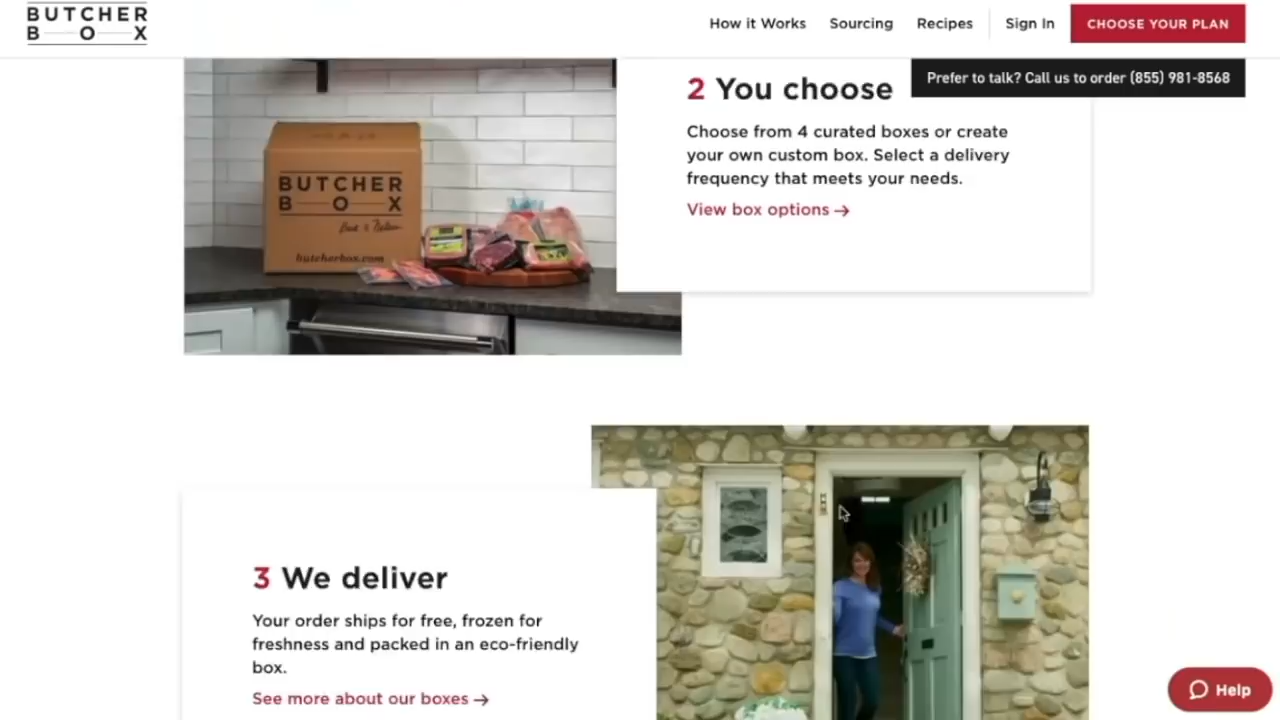 BUTCHER
B O X
How it Works
Sourcing
Recipes
Sign In
CHOOSE YOUR PLAN
Prefer to talk? Call us to order (855) 981-8568
2 You choose
Choose from 4 curated boxes or create
your own custom box. Select a delivery
frequency that meets your needs.
View box options →
BUTCHER
B O X
butcherbox.com
3 We deliver
Your order ships for free, frozen for
freshness and packed in an eco-friendly
box.
See more about our boxes →
Help